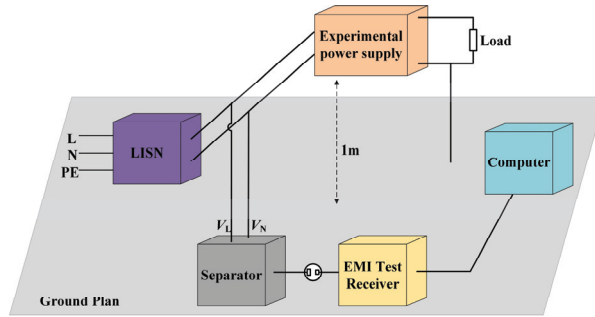 Experimental
power supply
Load
L
N
PE
LISN
1m
Computer
VL
VN
Separator
EMI Test
Receiver
Ground Plan